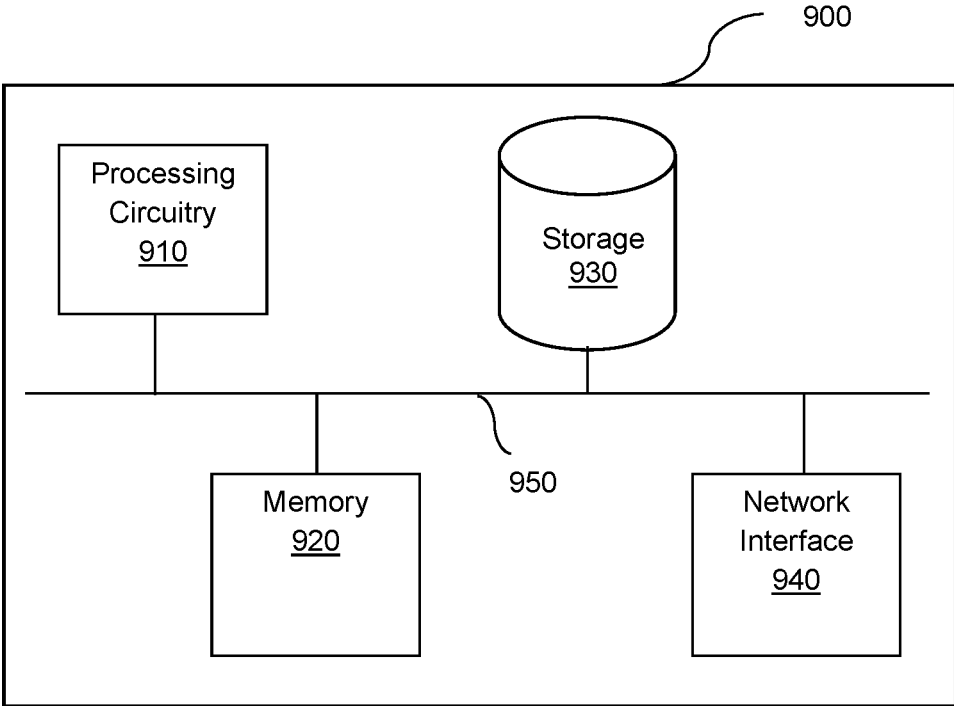 900
Processing
Circuitry
910
Storage
930
950
Memory
920
Network
Interface
940